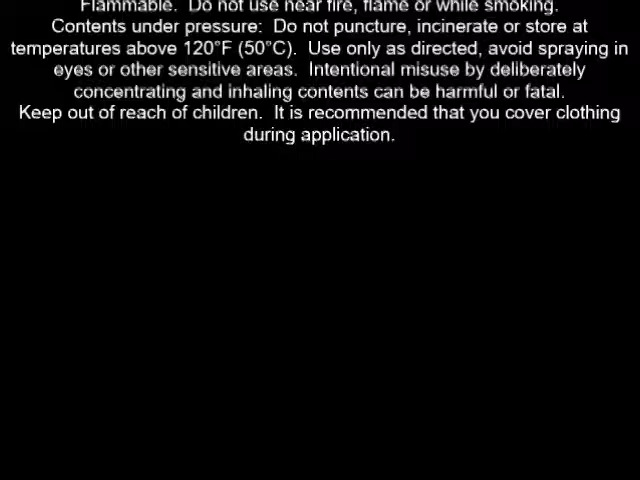 Flammable.  Do not use near fire, flame or while smoking.
Contents under pressure:  Do not puncture, incinerate or store at
temperatures above 120°F (50°C).  Use only as directed, avoid spraying in
eyes or other sensitive areas.  Intentional misuse by deliberately
concentrating and inhaling contents can be harmful or fatal.
Keep out of reach of children.  It is recommended that you cover clothing
during application.